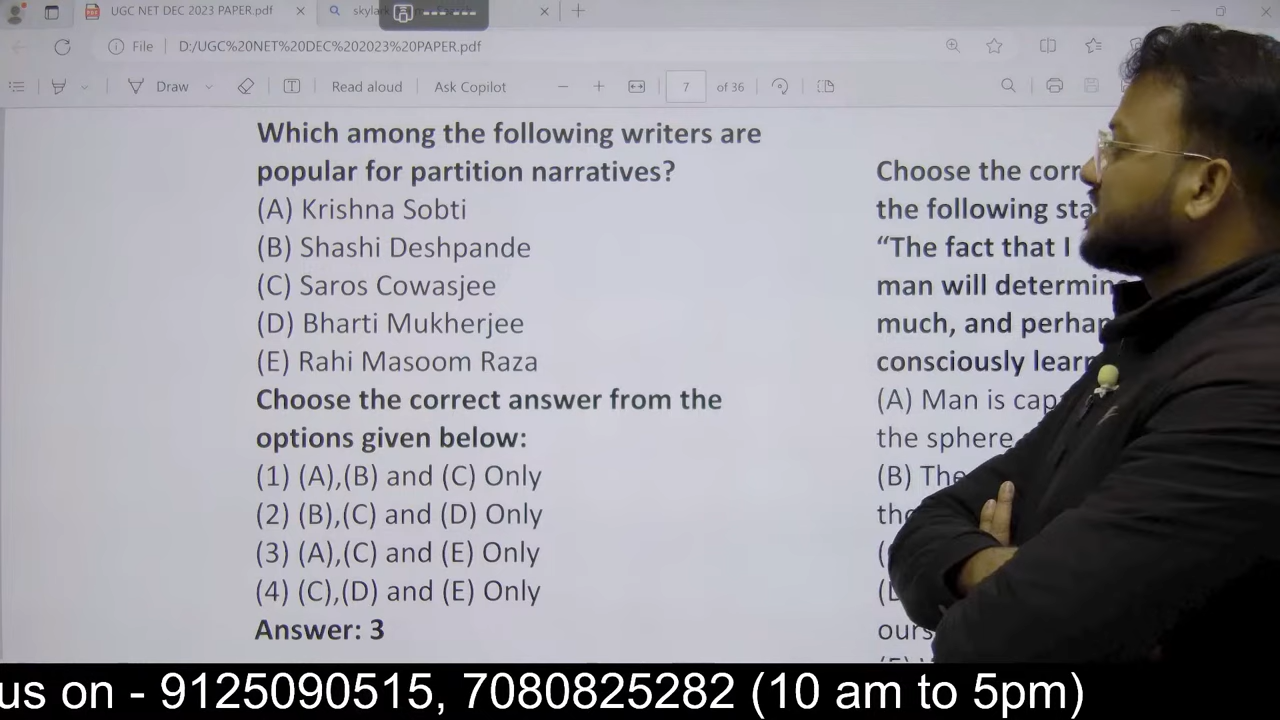 UGC NET DEC 2023 PAPER.pdf
skylark
File
D:/UGC%20NET%20DEC%202023%20PAPER.pdf
Draw
Read aloud
Ask Copilot
7
of 36
Which among the following writers are
popular for partition narratives?
(A) Krishna Sobti
(B) Shashi Deshpande
(C) Saros Cowasjee
(D) Bharti Mukherjee
(E) Rahi Masoom Raza
Choose the correct answer from the
options given below:
(1) (A),(B) and (C) Only
(2) (B),(C) and (D) Only
(3) (A),(C) and (E) Only
(4) (C),(D) and (E) Only
Answer: 3
Choose the corr
the following sta
“The fact that I
man will determin
much, and perhap
consciously lear
(A) Man is cap
the sphere
(B) The
the
ours
us on - 9125090515, 7080825282 (10 am to 5pm)